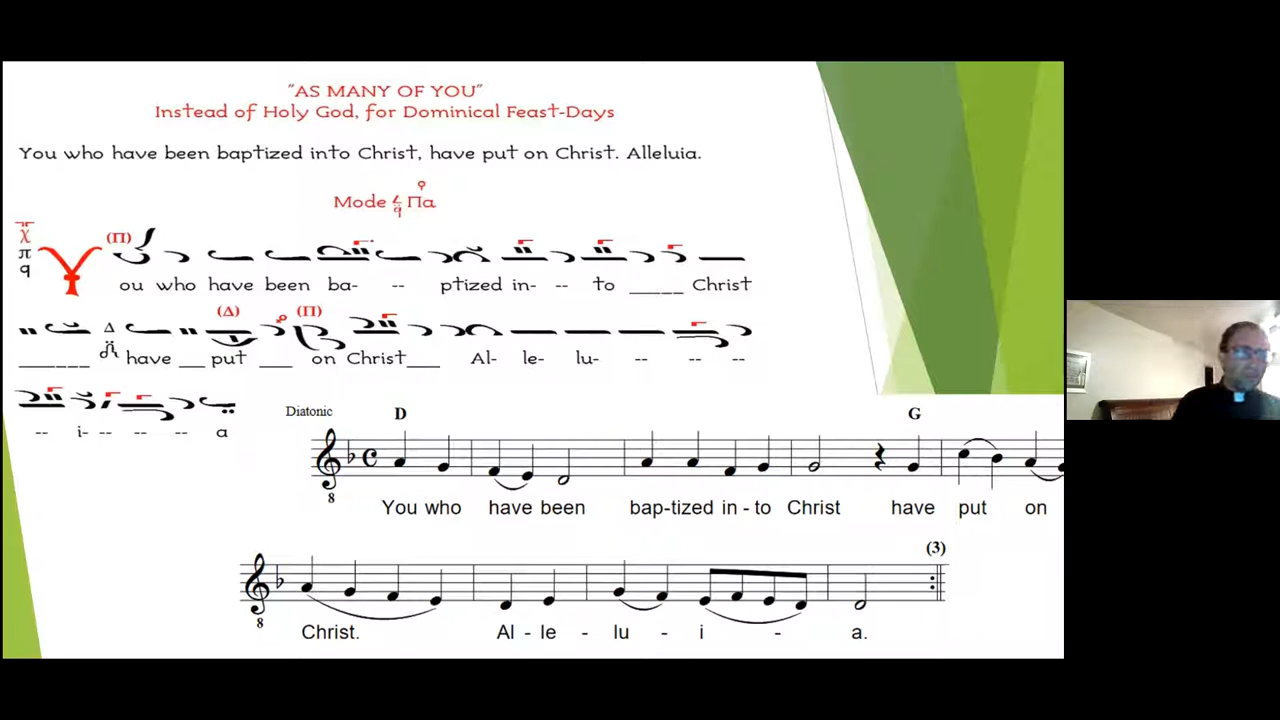 "AS MANY OF YOU"
Instead of Holy God, for Dominical Feast-Days
You who have been baptized into Christ, have put on Christ. Alleluia.
Mode Πα
(Π)
ou who have been ba- -- ptized in- -- to _____ Christ
(Δ) (Π)
______ have __ put ___ on Christ___ Al- le- lu- -- -- --
-- i- -- -- -- a
Diatonic D G
8
You who have been bap-tized in - to Christ have put on
(3)
8
Christ. Al - le - lu - i - a.